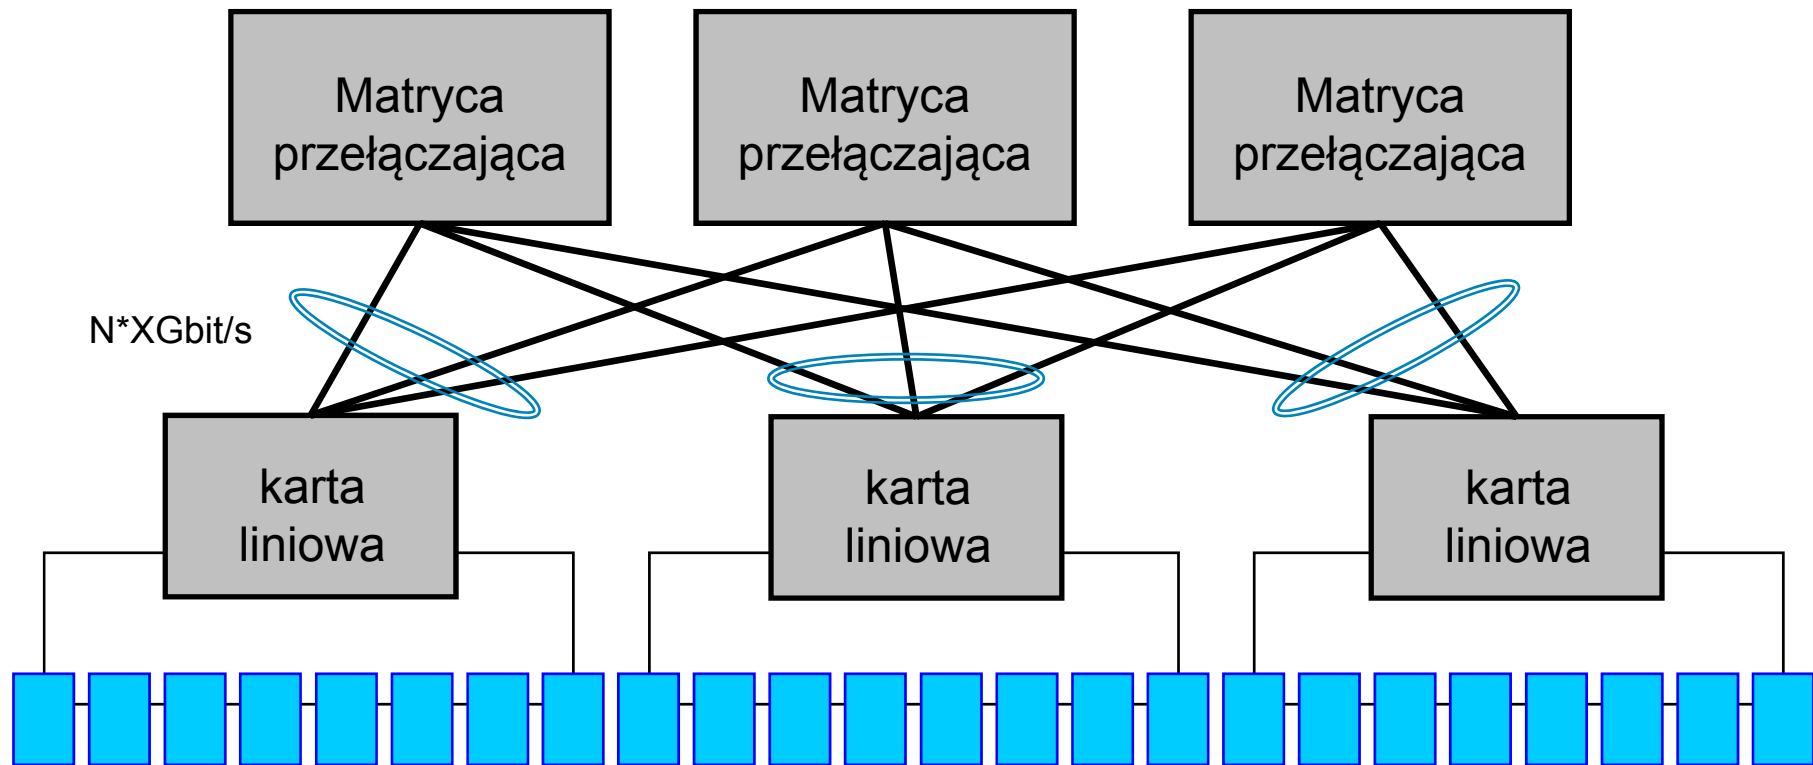 Matryca
przełączająca
Matryca
przełączająca
Matryca
przełączająca
N*XGbit/s
karta
liniowa
karta
liniowa
karta
liniowa